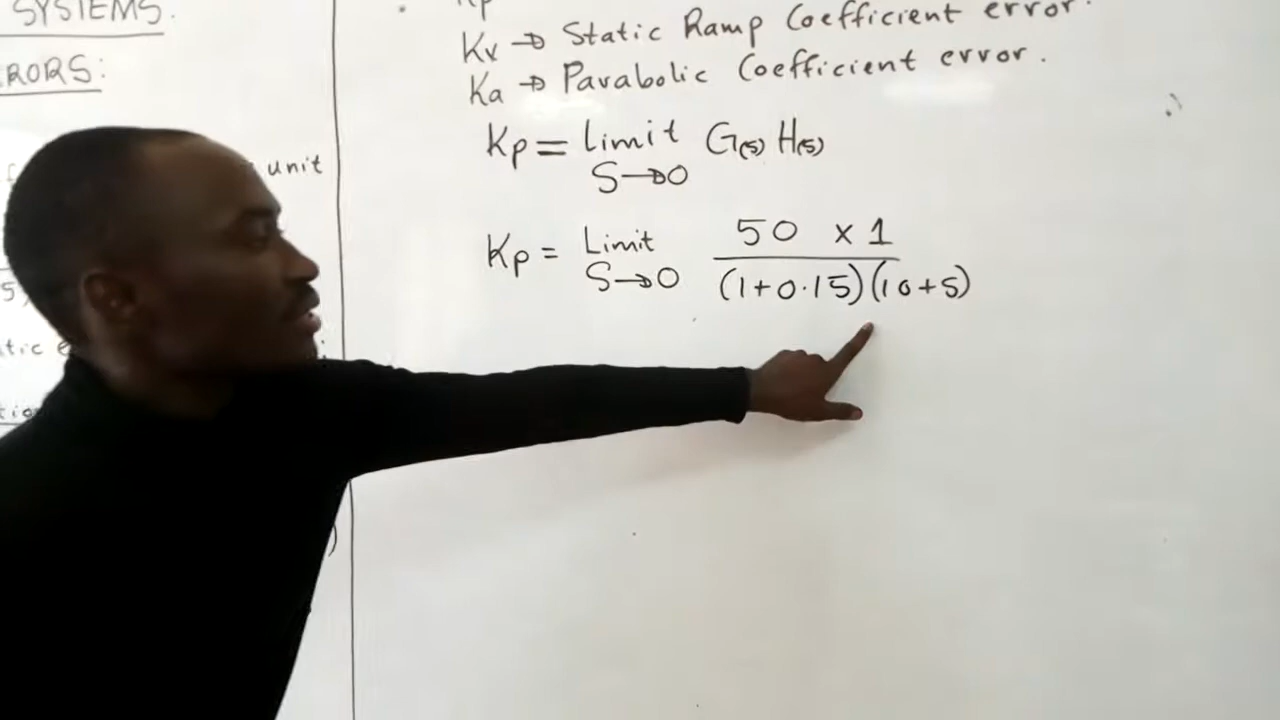 SYSTEMS.
RORS:
unit
Kp
Kv → Static Ramp Coefficient error.
Ka → Parabolic Coefficient error.
Kp = Limit G(s) H(s)
S→0
Kp = Limit 50 x 1
S→0 (1+0.1S)(10+S)